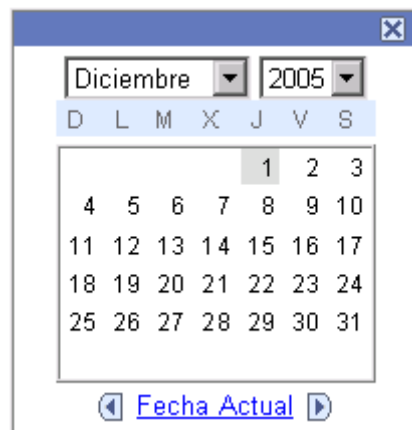 Diciembre 2005
D L M X J V S
1 2 3
4 5 6 7 8 9 10
11 12 13 14 15 16 17
18 19 20 21 22 23 24
25 26 27 28 29 30 31
Fecha Actual